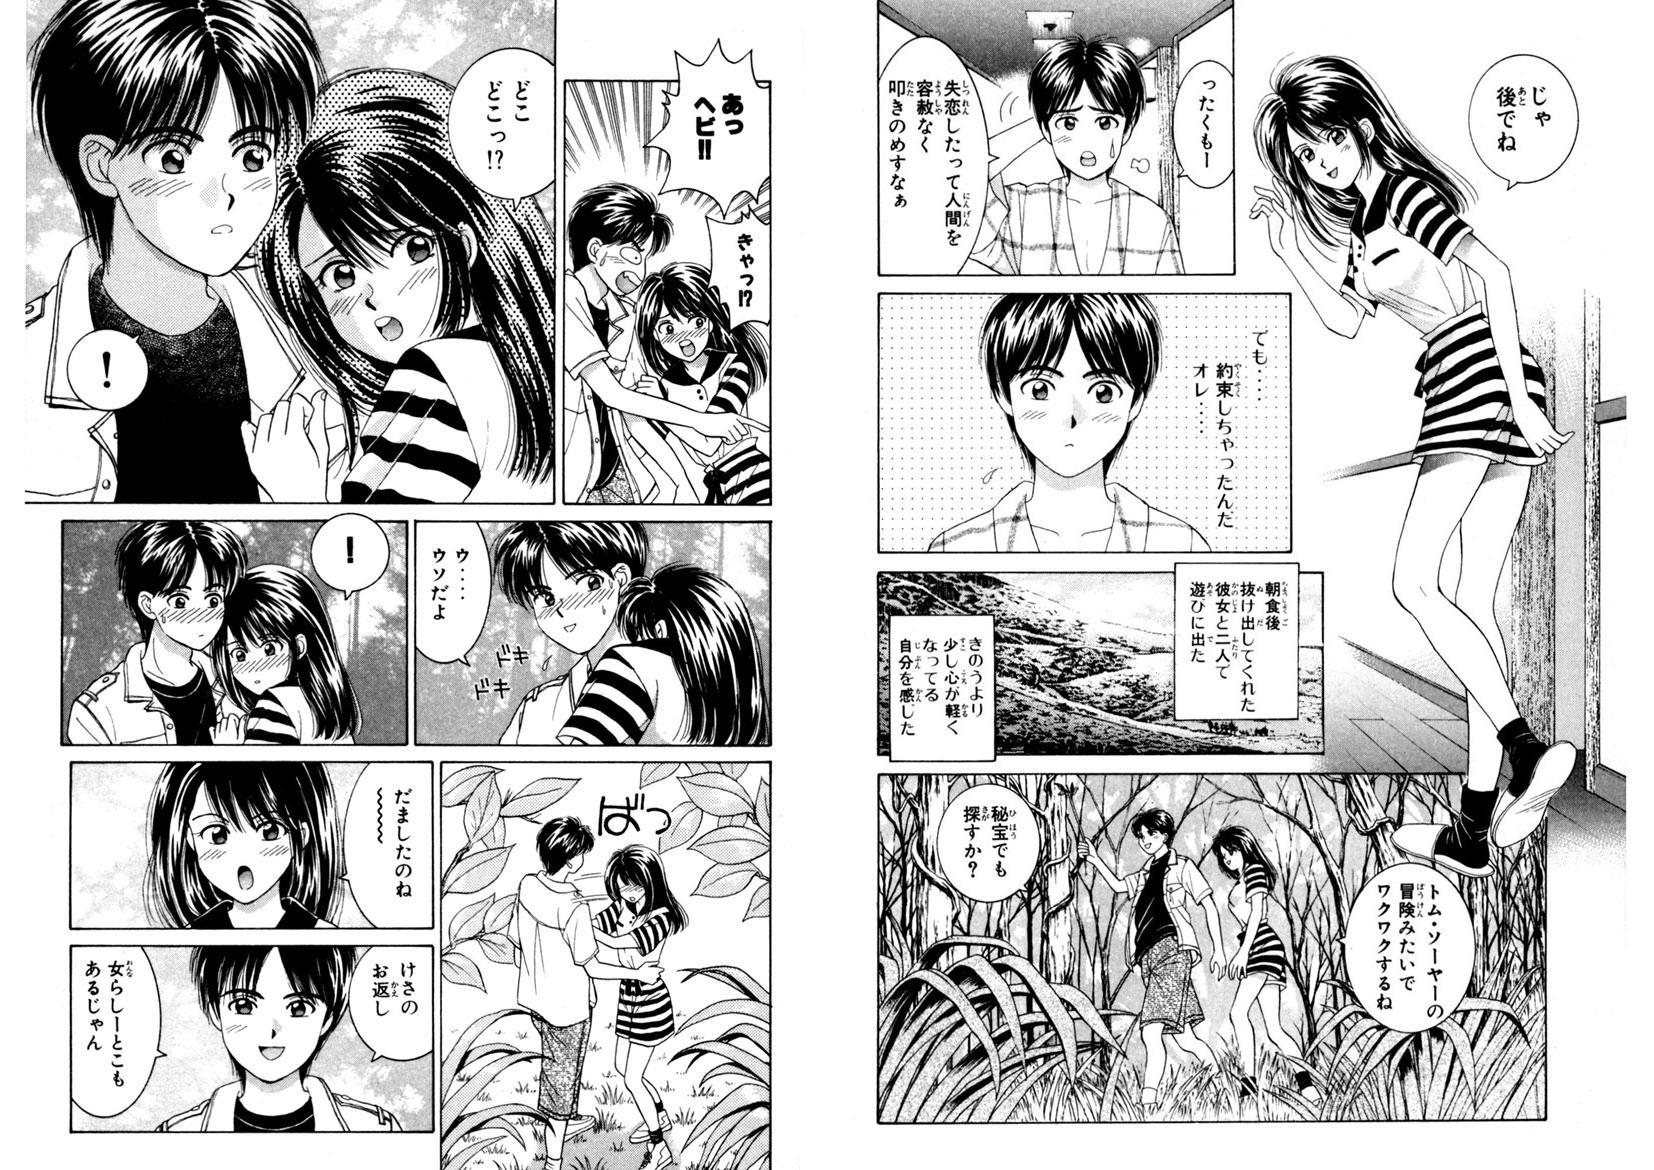 じゃ
後でね
ったくもー
失恋したって人間を
容赦なく
叩きのめすなぁ
でも‥‥
約束しちゃったんだ
オレ‥‥
朝食後
抜け出してくれた
彼女と二人で
遊びに出た
きのうより
少し心が軽く
なってる
自分を感じた
トム・ソーヤーの
冒険みたいで
ワクワクするね
秘宝でも
探すか?
あっ
ヘビ!!
きゃっ!?
どこ
どこっ!?
!
ウ‥‥
ウソだよ
ドキ
ドキ
!
ばっ
だましたのね
けさの
お返し
女らしーとこも
あるじゃん